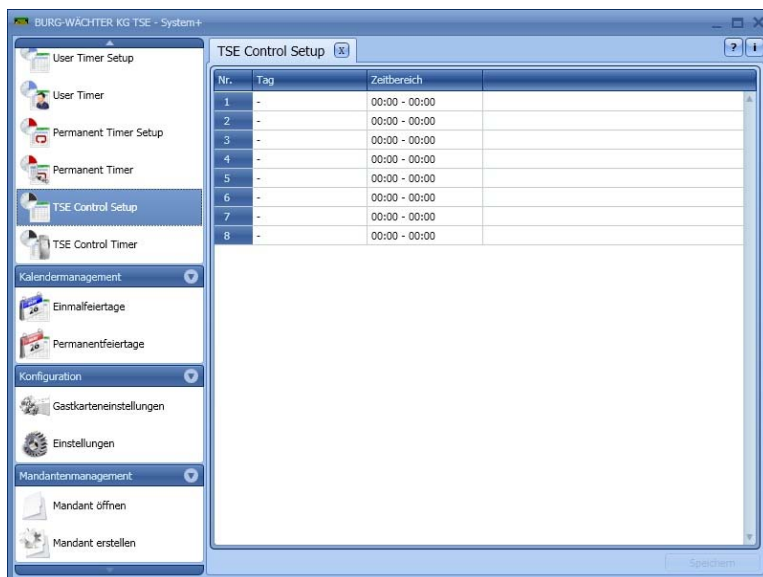 BURG-WÄCHTER KG TSE - System+
User Timer Setup
User Timer
Permanent Timer Setup
Permanent Timer
TSE Control Setup
TSE Control Timer
Kalendermanagement
Einmalfeiertage
Permanentfeiertage
Konfiguration
Gastkarteneinstellungen
Einstellungen
Mandantenmanagement
Mandant öffnen
Mandant erstellen
TSE Control Setup x ? i
Nr. Tag Zeitbereich
1 - 00:00 - 00:00
2 - 00:00 - 00:00
3 - 00:00 - 00:00
4 - 00:00 - 00:00
5 - 00:00 - 00:00
6 - 00:00 - 00:00
7 - 00:00 - 00:00
8 - 00:00 - 00:00
Speichern